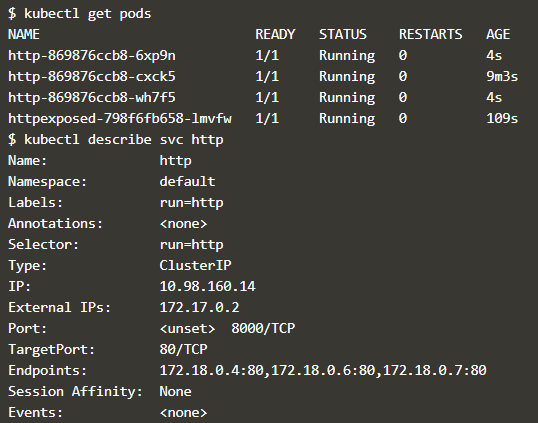 $ kubectl get pods
NAME                           READY   STATUS    RESTARTS   AGE
http-869876ccb8-6xp9n          1/1     Running   0          4s
http-869876ccb8-cxck5          1/1     Running   0          9m3s
http-869876ccb8-wh7f5          1/1     Running   0          4s
httpexposed-798f6fb658-lmvfw   1/1     Running   0          109s
$ kubectl describe svc http
Name:              http
Namespace:         default
Labels:            run=http
Annotations:       <none>
Selector:          run=http
Type:              ClusterIP
IP:                10.98.160.14
External IPs:      172.17.0.2
Port:              <unset>  8000/TCP
TargetPort:        80/TCP
Endpoints:         172.18.0.4:80,172.18.0.6:80,172.18.0.7:80
Session Affinity:  None
Events:            <none>